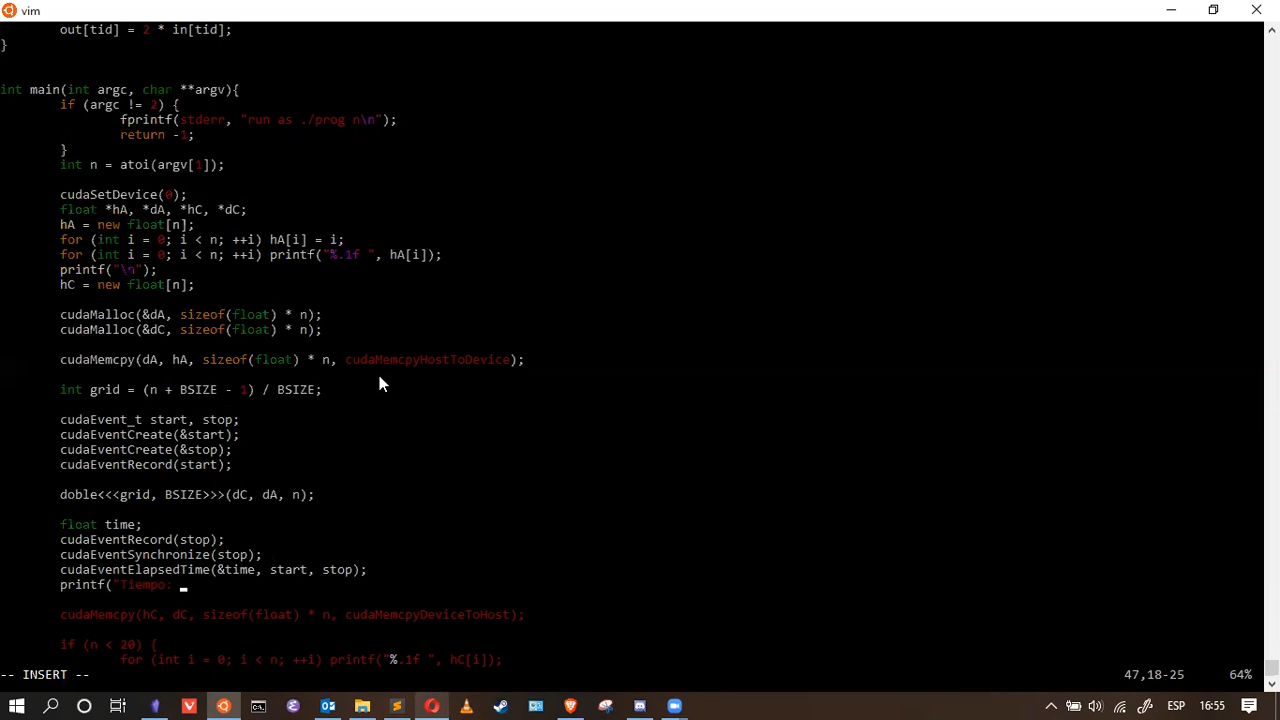 vim
out[tid] = 2 * in[tid];
}
int main(int argc, char **argv){
if (argc != 2) {
fprintf(stderr, "run as ./prog n\n");
return -1;
}
int n = atoi(argv[1]);
cudaSetDevice(0);
float *hA, *dA, *hC, *dC;
hA = new float[n];
for (int i = 0; i < n; ++i) hA[i] = i;
for (int i = 0; i < n; ++i) printf("%.1f ", hA[i]);
printf("\n");
hC = new float[n];
cudaMalloc(&dA, sizeof(float) * n);
cudaMalloc(&dC, sizeof(float) * n);
cudaMemcpy(dA, hA, sizeof(float) * n, cudaMemcpyHostToDevice);
int grid = (n + BSIZE - 1) / BSIZE;
cudaEvent_t start, stop;
cudaEventCreate(&start);
cudaEventCreate(&stop);
cudaEventRecord(start);
doble<<<grid, BSIZE>>>(dC, dA, n);
float time;
cudaEventRecord(stop);
cudaEventSynchronize(stop);
cudaEventElapsedTime(&time, start, stop);
printf("Tiempo:
cudaMemcpy(hC, dC, sizeof(float) * n, cudaMemcpyDeviceToHost);
if (n < 20) {
for (int i = 0; i < n; ++i) printf("%.1f ", hC[i]);
-- INSERT -- 47,18-25 64%
ESP 16:55